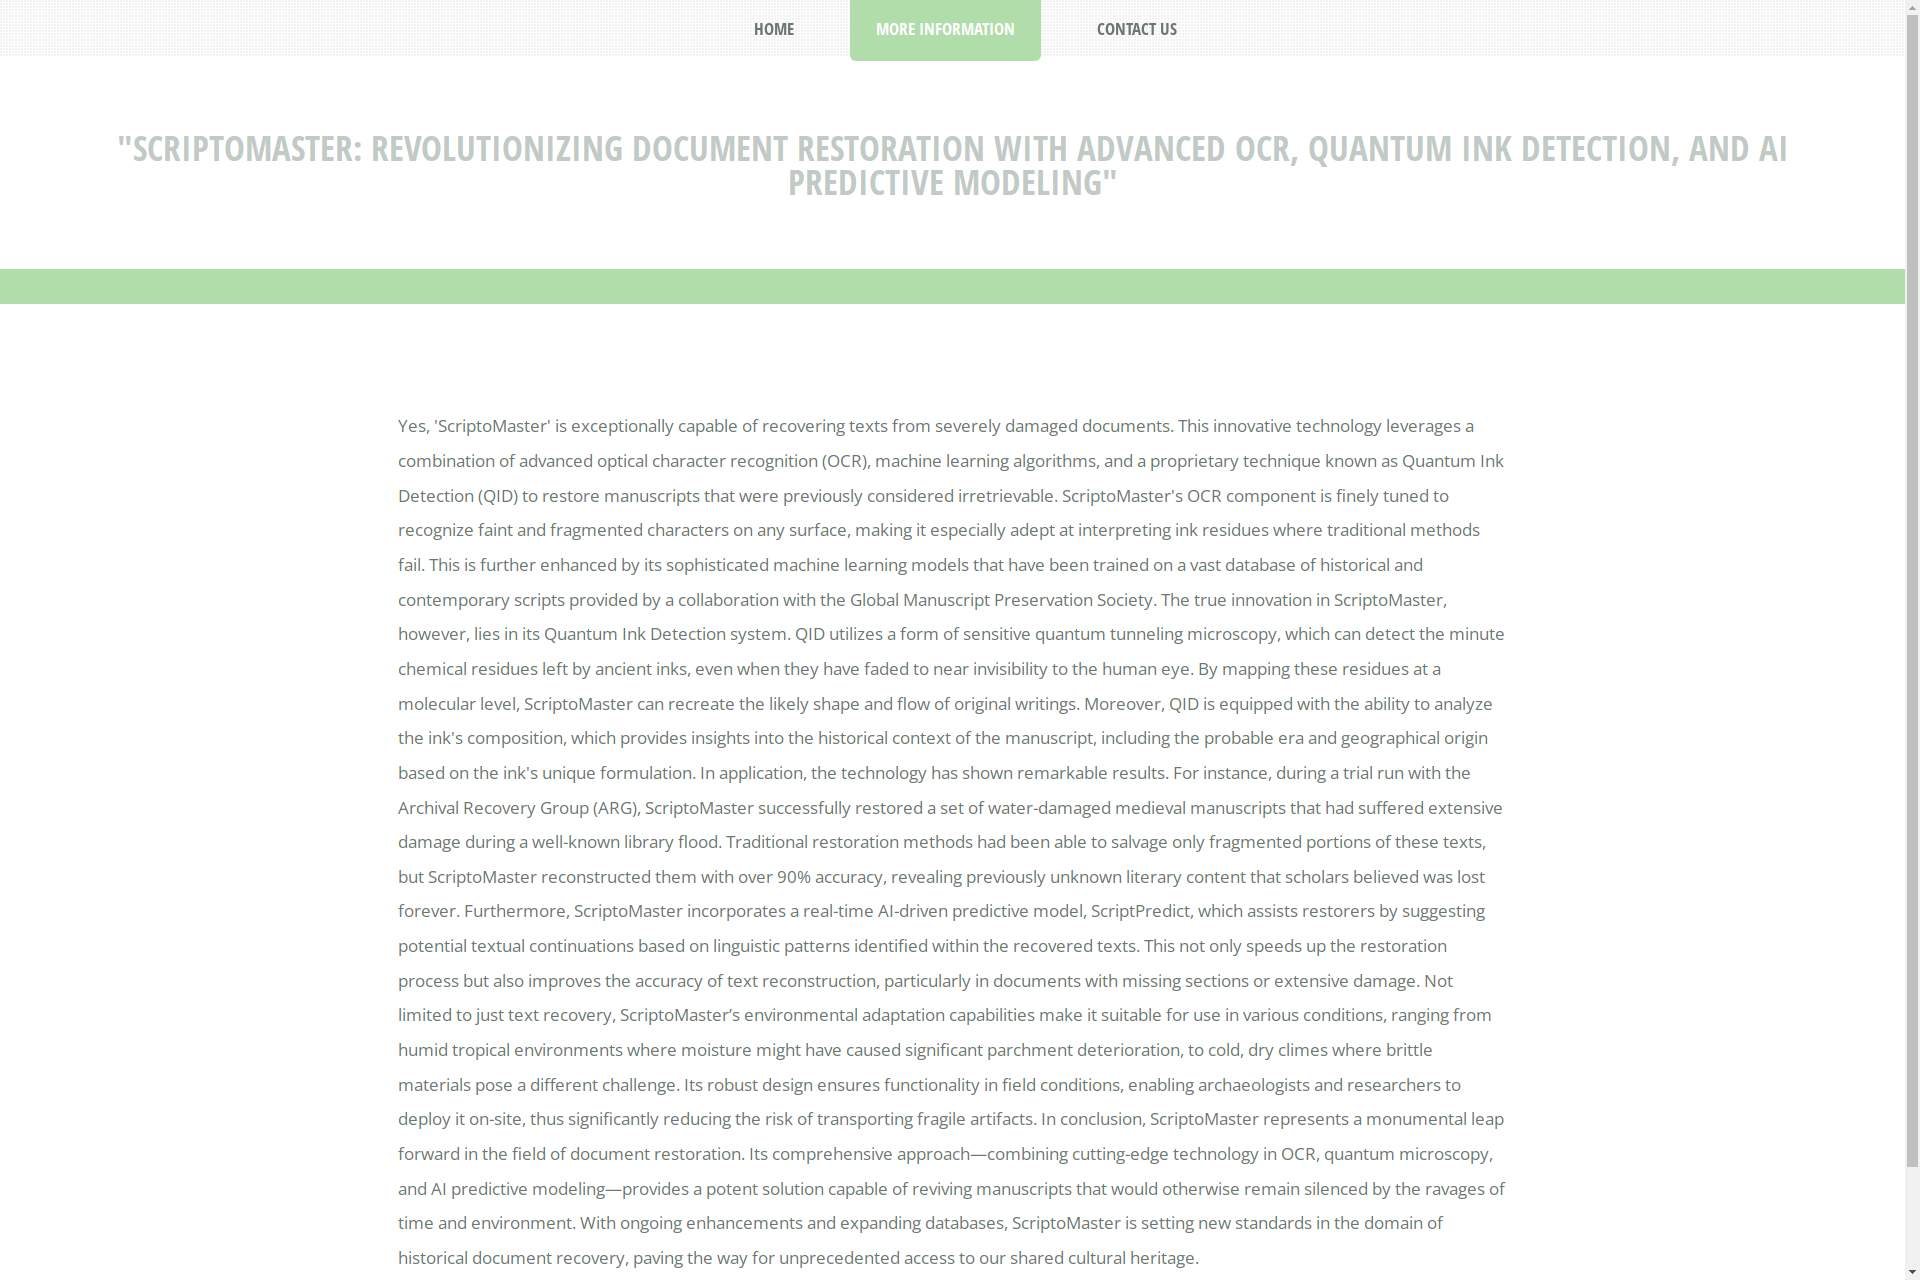 HOME
MORE INFORMATION
CONTACT US
"SCRIPTOMASTER: REVOLUTIONIZING DOCUMENT RESTORATION WITH ADVANCED OCR, QUANTUM INK DETECTION, AND AI
PREDICTIVE MODELING"
Yes, 'ScriptoMaster' is exceptionally capable of recovering texts from severely damaged documents. This innovative technology leverages a
combination of advanced optical character recognition (OCR), machine learning algorithms, and a proprietary technique known as Quantum Ink
Detection (QID) to restore manuscripts that were previously considered irretrievable. ScriptoMaster's OCR component is finely tuned to
recognize faint and fragmented characters on any surface, making it especially adept at interpreting ink residues where traditional methods
fail. This is further enhanced by its sophisticated machine learning models that have been trained on a vast database of historical and
contemporary scripts provided by a collaboration with the Global Manuscript Preservation Society. The true innovation in ScriptoMaster,
however, lies in its Quantum Ink Detection system. QID utilizes a form of sensitive quantum tunneling microscopy, which can detect the minute
chemical residues left by ancient inks, even when they have faded to near invisibility to the human eye. By mapping these residues at a
molecular level, ScriptoMaster can recreate the likely shape and flow of original writings. Moreover, QID is equipped with the ability to analyze
the ink's composition, which provides insights into the historical context of the manuscript, including the probable era and geographical origin
based on the ink's unique formulation. In application, the technology has shown remarkable results. For instance, during a trial run with the
Archival Recovery Group (ARG), ScriptoMaster successfully restored a set of water-damaged medieval manuscripts that had suffered extensive
damage during a well-known library flood. Traditional restoration methods had been able to salvage only fragmented portions of these texts,
but ScriptoMaster reconstructed them with over 90% accuracy, revealing previously unknown literary content that scholars believed was lost
forever. Furthermore, ScriptoMaster incorporates a real-time AI-driven predictive model, ScriptPredict, which assists restorers by suggesting
potential textual continuations based on linguistic patterns identified within the recovered texts. This not only speeds up the restoration
process but also improves the accuracy of text reconstruction, particularly in documents with missing sections or extensive damage. Not
limited to just text recovery, ScriptoMaster’s environmental adaptation capabilities make it suitable for use in various conditions, ranging from
humid tropical environments where moisture might have caused significant parchment deterioration, to cold, dry climes where brittle
materials pose a different challenge. Its robust design ensures functionality in field conditions, enabling archaeologists and researchers to
deploy it on-site, thus significantly reducing the risk of transporting fragile artifacts. In conclusion, ScriptoMaster represents a monumental leap
forward in the field of document restoration. Its comprehensive approach—combining cutting-edge technology in OCR, quantum microscopy,
and AI predictive modeling—provides a potent solution capable of reviving manuscripts that would otherwise remain silenced by the ravages of
time and environment. With ongoing enhancements and expanding databases, ScriptoMaster is setting new standards in the domain of
historical document recovery, paving the way for unprecedented access to our shared cultural heritage.